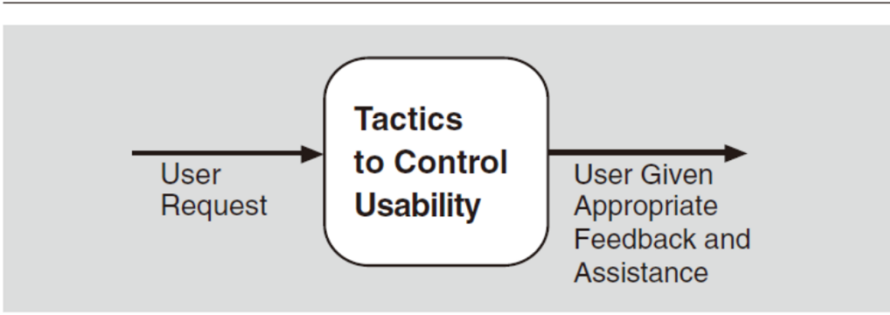 User
Request
Tactics
to Control
Usability
User Given
Appropriate
Feedback and
Assistance